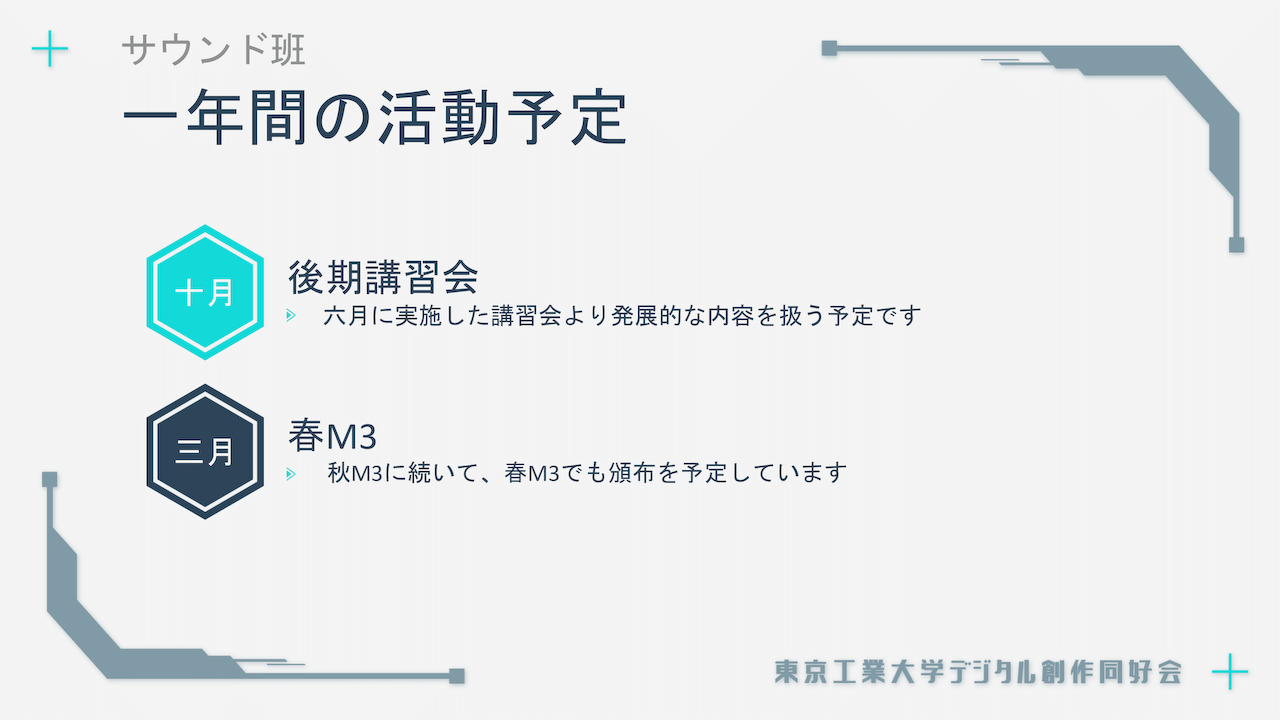 サウンド班
一年間の活動予定
十月
後期講習会
六月に実施した講習会より発展的な内容を扱う予定です
三月
春M3
秋M3に続いて、春M3でも頒布を予定しています
東京工業大学デジタル創作同好会